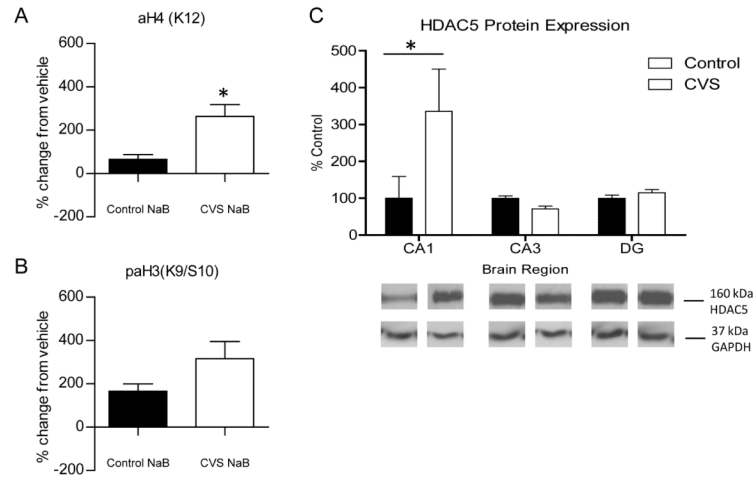 A
aH4 (K12)
% change from vehicle
600
400
200
0
-200
*
Control NaB
CVS NaB
B
paH3(K9/S10)
% change from vehicle
600
400
200
0
-200
Control NaB
CVS NaB
C
HDAC5 Protein Expression
% Control
500
400
300
200
100
0
*
Control
CVS
CA1
CA3
DG
Brain Region
160 kDa
HDAC5
37 kDa
GAPDH